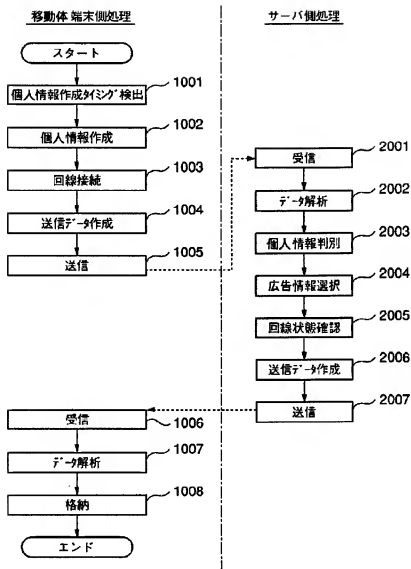 移動体端末側処理
スタート
個人情報作成タイミング検出
1001
個人情報作成
1002
回線接続
1003
送信データ作成
1004
送信
1005
サーバ側処理
受信
2001
データ解析
2002
個人情報判別
2003
広告情報選択
2004
回線状態確認
2005
送信データ作成
2006
送信
2007
受信
1006
データ解析
1007
格納
1008
エンド